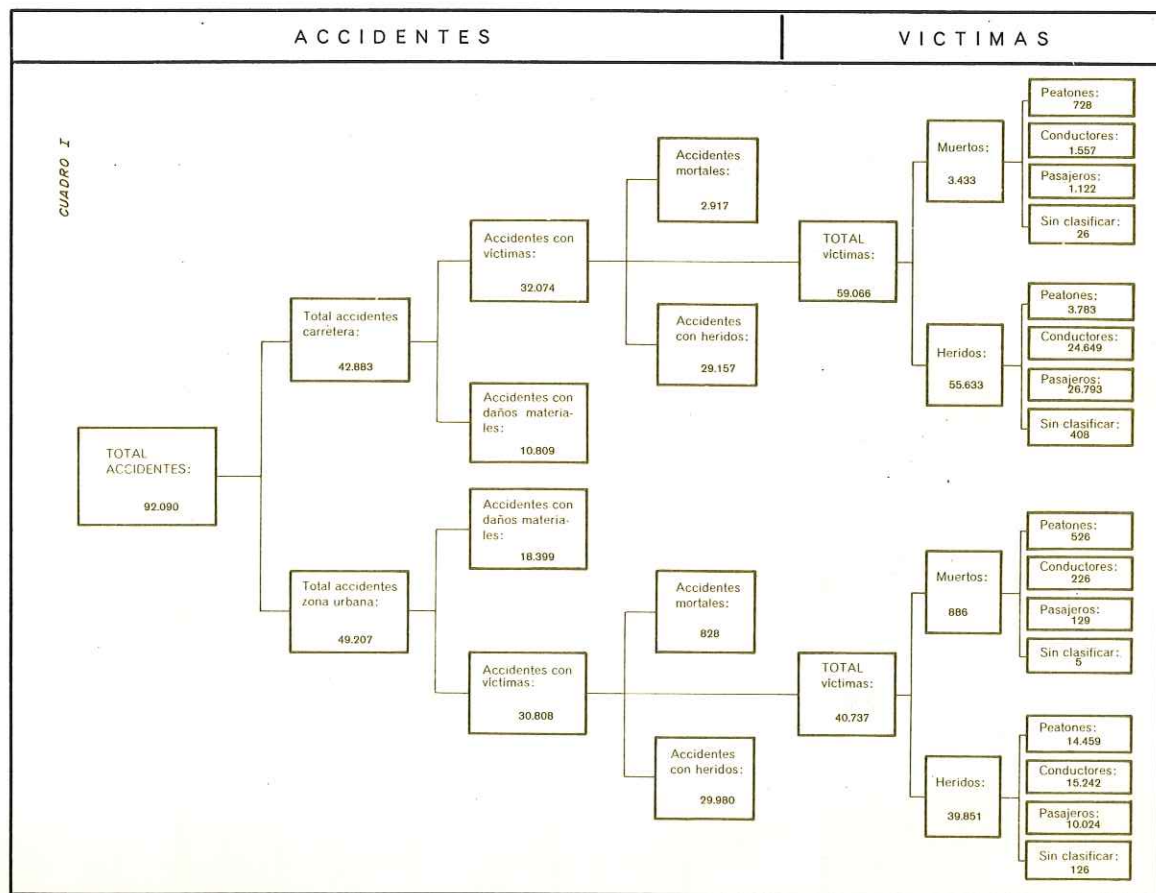 ACCIDENTES
VICTIMAS
CUADRO I
TOTAL
ACCIDENTES:
92.090
Total accidentes
carretera:
42.883
Accidentes con
víctimas:
32.074
Accidentes
mortales:
2.917
Accidentes
con heridos:
29.157
Accidentes con
daños materia-
les:
10.809
TOTAL
víctimas:
59.066
Muertos:
3.433
Peatones:
728
Conductores:
1.557
Pasajeros:
1.122
Sin clasificar:
26
Heridos:
55.633
Peatones:
3.783
Conductores:
24.649
Pasajeros:
26.793
Sin clasificar:
408
Total accidentes
zona urbana:
49.207
Accidentes con
daños materia-
les:
18.399
Accidentes con
víctimas:
30.808
Accidentes
mortales:
828
Accidentes
con heridos:
29.980
TOTAL
víctimas:
40.737
Muertos:
886
Peatones:
526
Conductores:
226
Pasajeros:
129
Sin clasificar:
5
Heridos:
39.851
Peatones:
14.459
Conductores:
15.242
Pasajeros:
10.024
Sin clasificar:
126